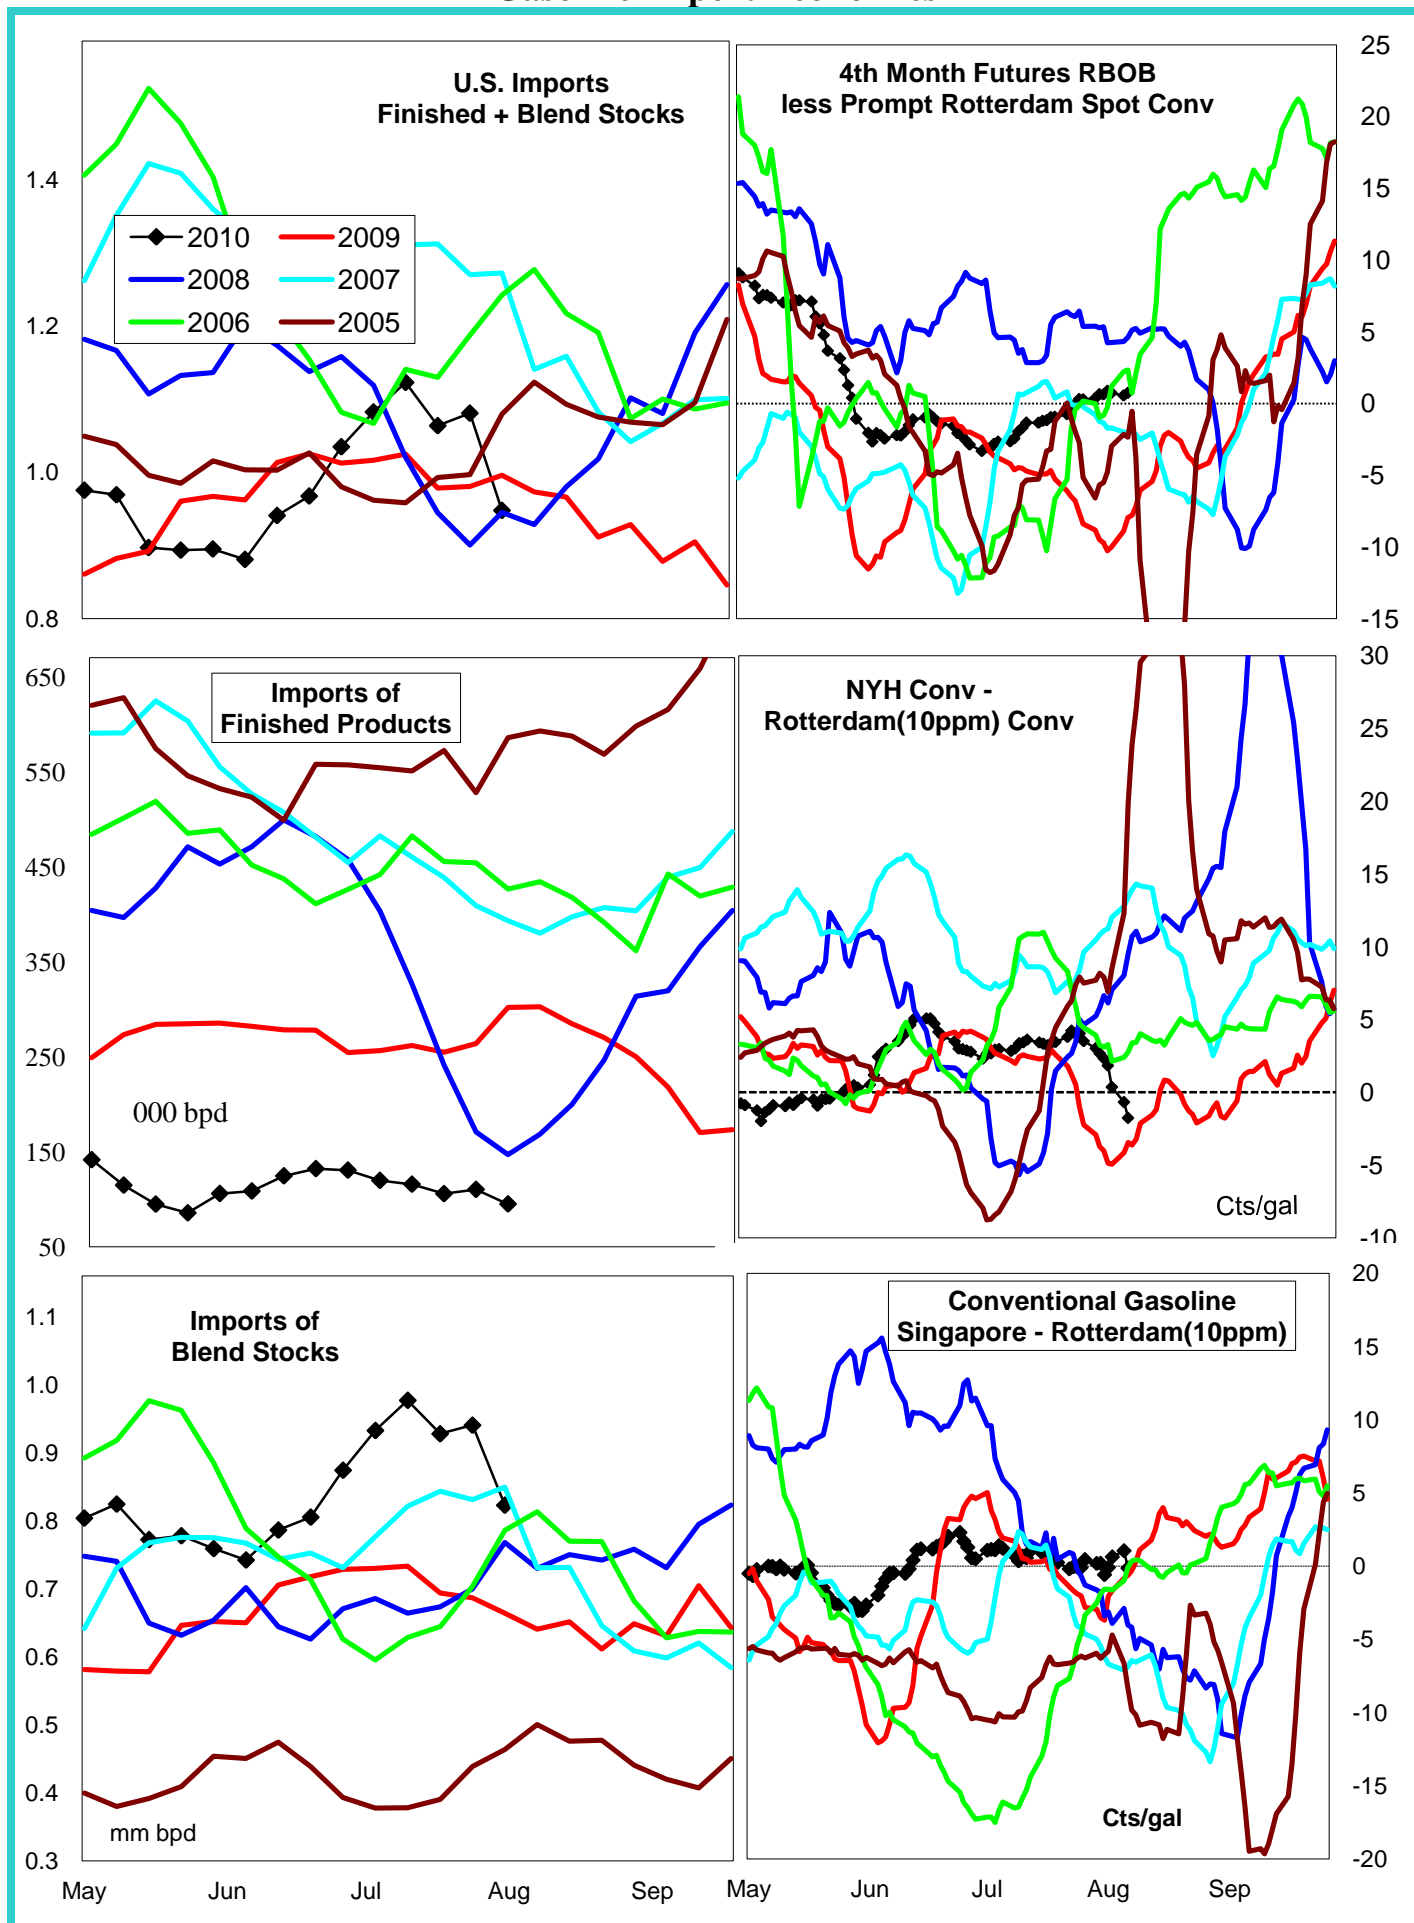 U.S. Imports
Finished + Blend Stocks
1.4
1.2
1.0
0.8
2010
2009
2008
2007
2006
2005
4th Month Futures RBOB
less Prompt Rotterdam Spot Conv
25
20
15
10
5
0
-5
-10
-15
Imports of
Finished Products
650
550
450
350
250
150
50
000 bpd
NYH Conv -
Rotterdam(10ppm) Conv
30
25
20
15
10
5
0
-5
-10
Cts/gal
Imports of
Blend Stocks
1.1
1.0
0.9
0.8
0.7
0.6
0.5
0.4
0.3
mm bpd
May
Jun
Jul
Aug
Sep
Conventional Gasoline
Singapore - Rotterdam(10ppm)
20
15
10
5
0
-5
-10
-15
-20
Cts/gal
May
Jun
Jul
Aug
Sep